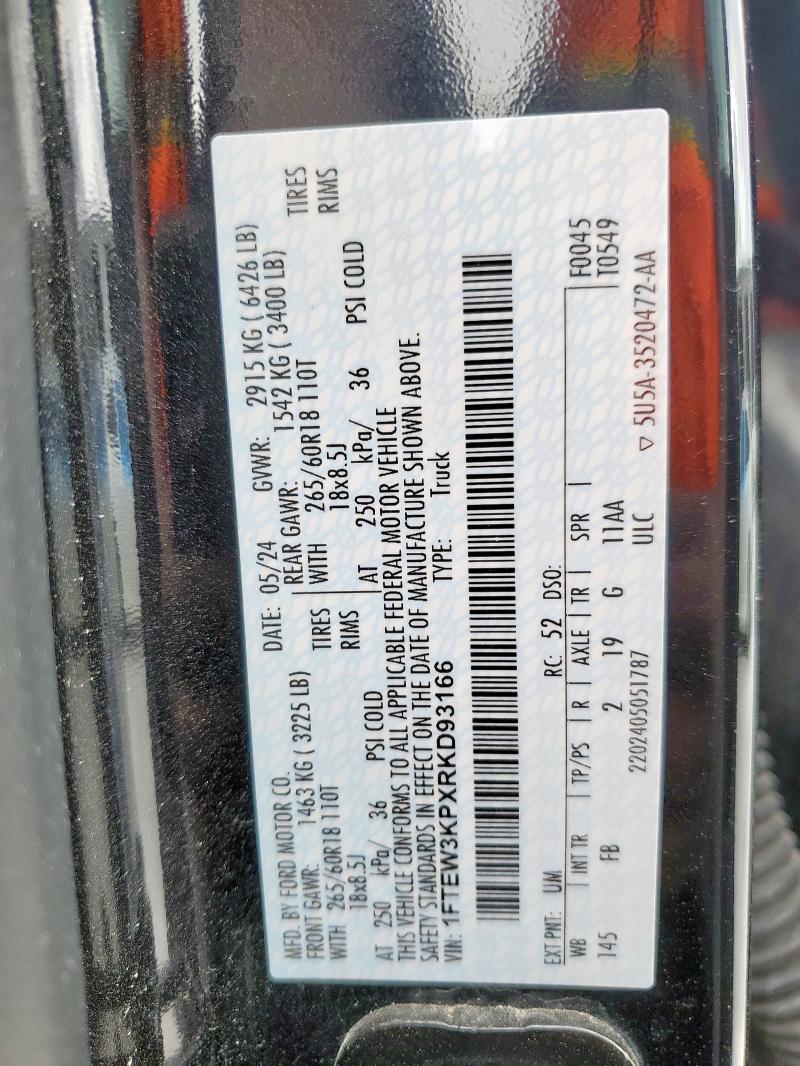 MFD. BY FORD MOTOR CO.
DATE: 05/24 GVWR: 2915 KG ( 6426 LB)
FRONT GAWR: 1463 KG ( 3225 LB) REAR GAWR: 1542 KG ( 3400 LB)
WITH 265/60R18 110T TIRES WITH 265/60R18 110T TIRES
18x8.5J RIMS 18x8.5J RIMS
AT 250 kPa/ 36 PSI COLD AT 250 kPa/ 36 PSI COLD
THIS VEHICLE CONFORMS TO ALL APPLICABLE FEDERAL MOTOR VEHICLE
SAFETY STANDARDS IN EFFECT ON THE DATE OF MANUFACTURE SHOWN ABOVE.
VIN: 1FTEW3KPXRKD93166 TYPE: Truck
EXT PNT: UM RC: 52 DSO: F0045
WB INT TR TP/PS R AXLE TR SPR T0549
145 FB 2 19 G 11AA
2202405051787 ULC ▽ 5U5A-3520472-AA